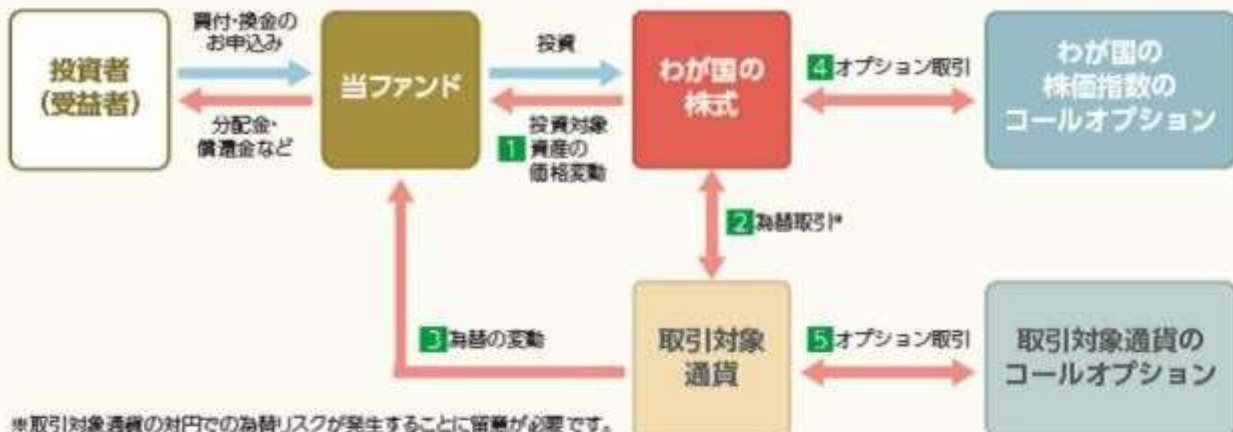 買付・換金の
お申込み
投資者
(受益者)
分配金・
償還金など
当ファンド
投資
1 投資対象
資産の
価格変動
わが国の
株式
4 オプション取引
わが国の
株価指数の
コールオプション
2 為替取引※
3 為替の変動
取引対象
通貨
5 オプション取引
取引対象通貨の
コールオプション
※取引対象通貨の対円での為替リスクが発生することに留意が必要です。